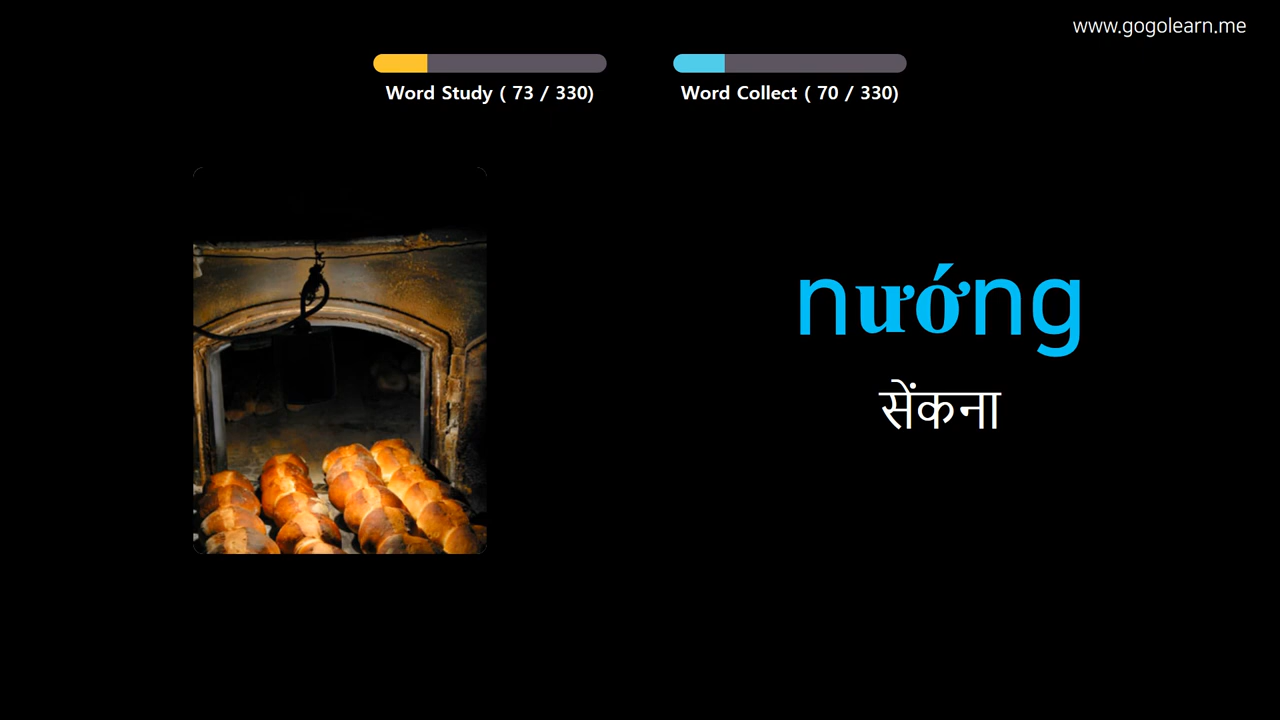 www.gogolearn.me
Word Study ( 73 / 330)
Word Collect ( 70 / 330)
nướng
सेंकना